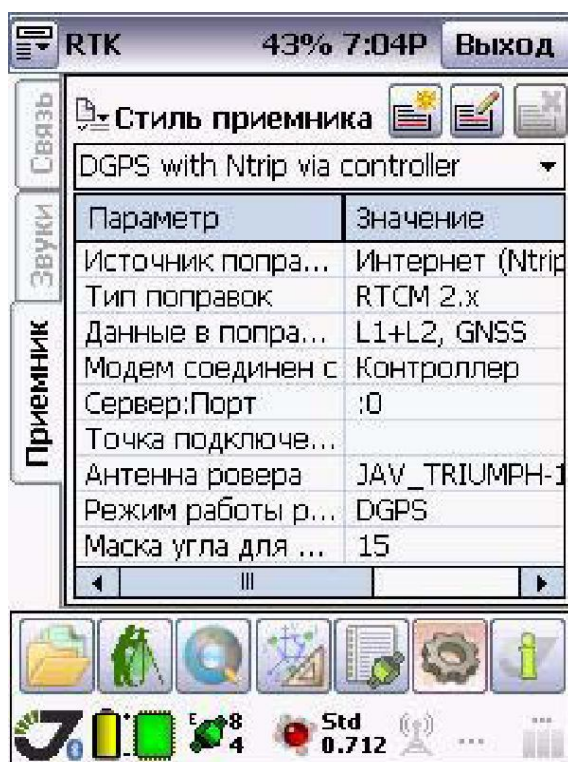 RTK 43% 7:04P Выход
Связь
Звуки
Приемник
Стиль приемника
DGPS with Ntrip via controller
Параметр Значение
Источник попра... Интернет (Ntrip
Тип поправок RTCM 2.x
Данные в попра... L1+L2, GNSS
Модем соединен с Контроллер
Сервер:Порт :0
Точка подключе...
Антенна ровера JAV_TRIUMPH-1
Режим работы р... DGPS
Маска угла для ... 15
E 8 Std
4 0.712 ...